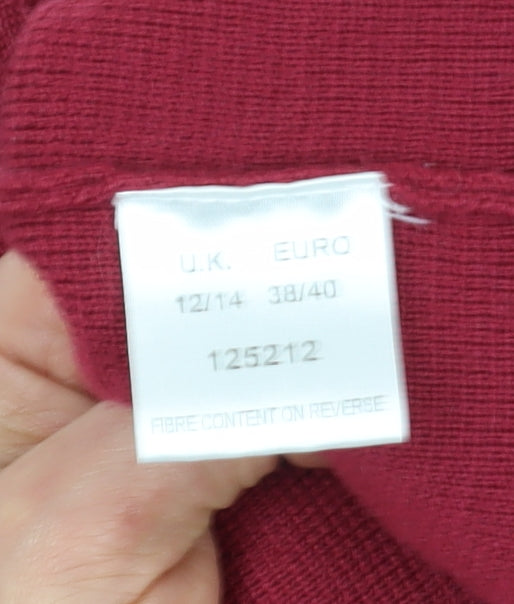 U.K. EURO
12/14 38/40
125212
FIBRE CONTENT ON REVERSE